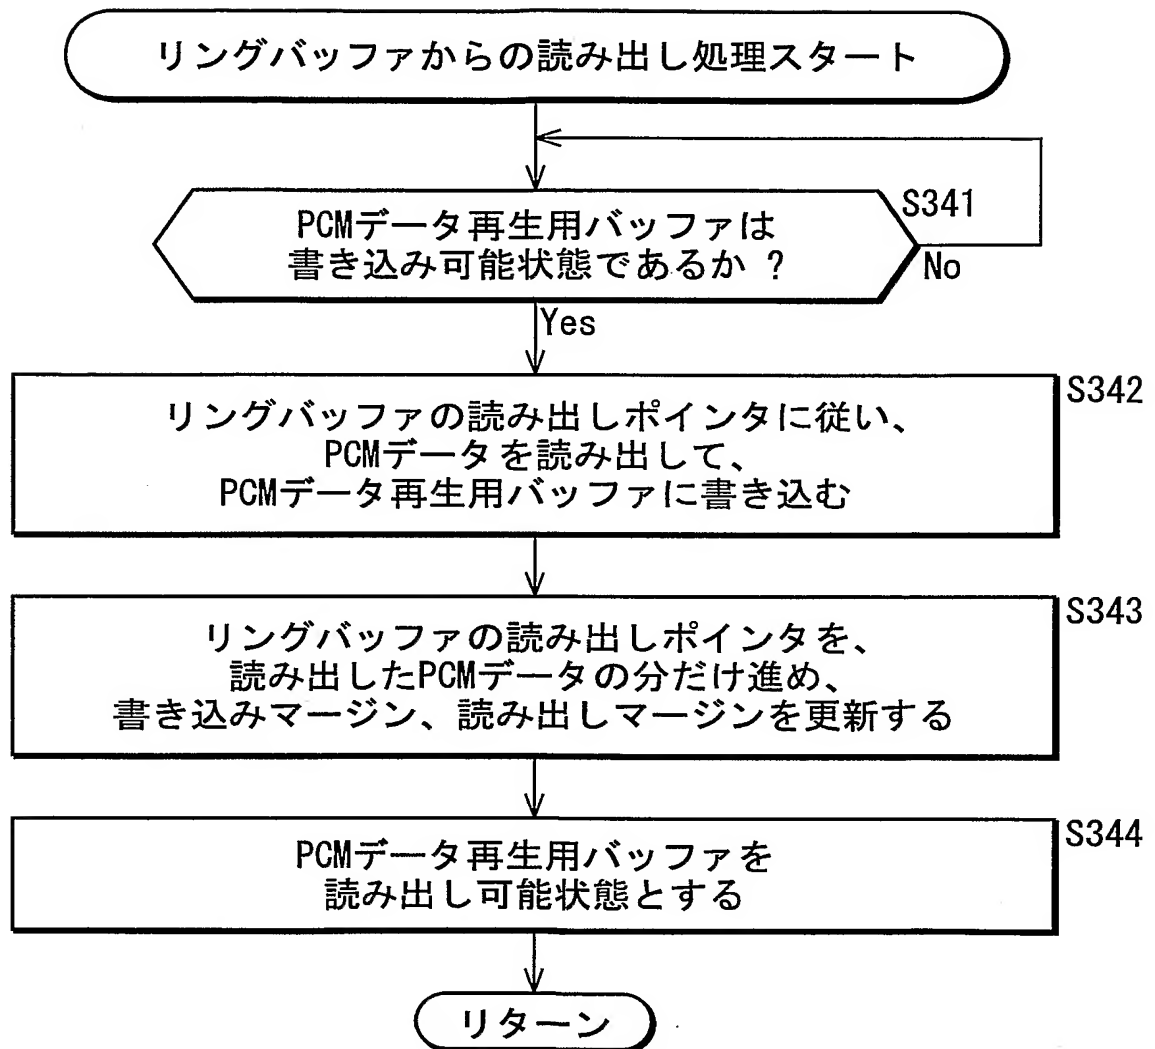 リングバッファからの読み出し処理スタート
PCMデータ再生用バッファは
書き込み可能状態であるか ?
S341
No
Yes
S342
リングバッファの読み出しポインタに従い、
PCMデータを読み出して、
PCMデータ再生用バッファに書き込む
S343
リングバッファの読み出しポインタを、
読み出したPCMデータの分だけ進め、
書き込みマージン、読み出しマージンを更新する
S344
PCMデータ再生用バッファを
読み出し可能状態とする
リターン